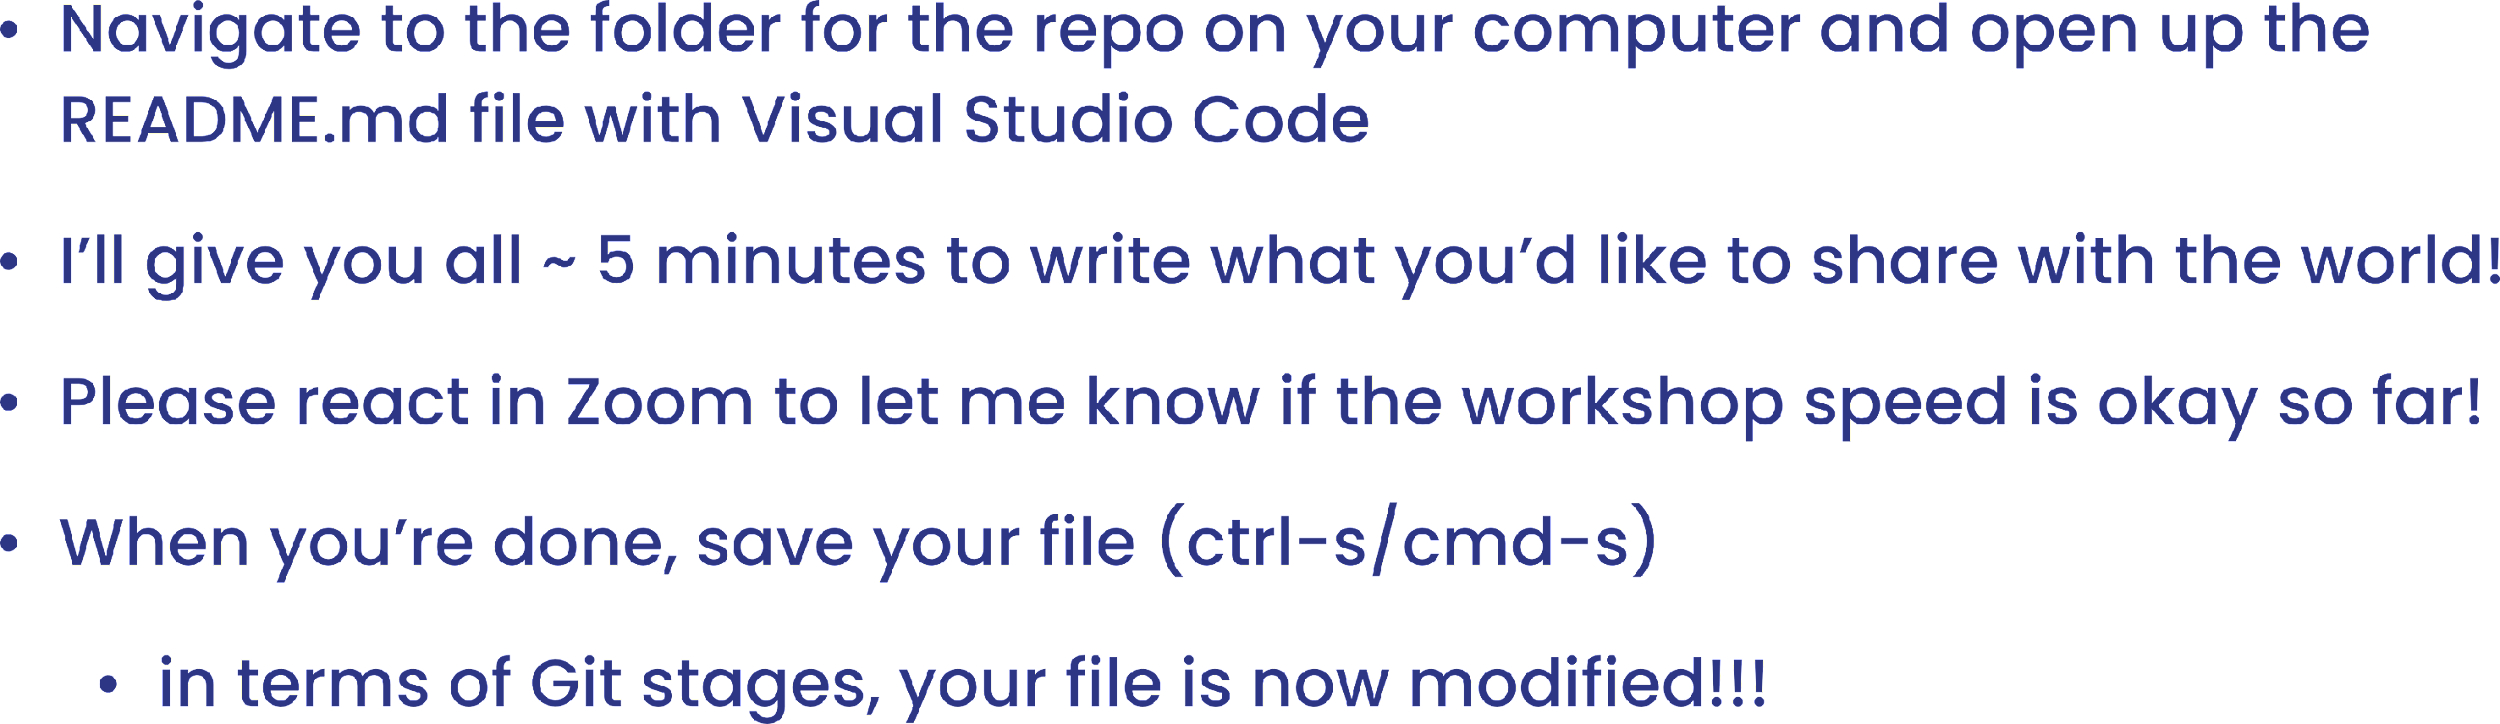 • Navigate to the folder for the repo on your computer and open up the
README.md file with Visual Studio Code
• I'll give you all ~ 5 minutes to write what you'd like to share with the world!
• Please react in Zoom to let me know if the workshop speed is okay so far!
• When you're done, save your file (ctrl-s/cmd-s)
• in terms of Git stages, your file is now modified!!!